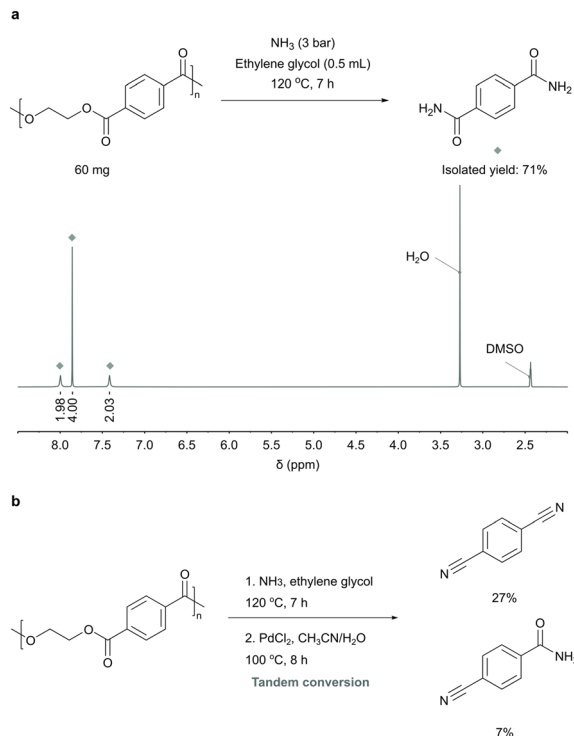 a
NH3 (3 bar)
Ethylene glycol (0.5 mL)
120 °C, 7 h
O
O
O
O
n
O
NH2
H2N
O
60 mg
Isolated yield: 71%
H2O
DMSO
1.98
4.00
2.03
8.0 7.5 7.0 6.5 6.0 5.5 5.0 4.5 4.0 3.5 3.0 2.5
δ (ppm)
b
O
O
O
O
n
1. NH3, ethylene glycol
120 °C, 7 h
2. PdCl2, CH3CN/H2O
100 °C, 8 h
Tandem conversion
N
N
27%
O
NH2
N
7%